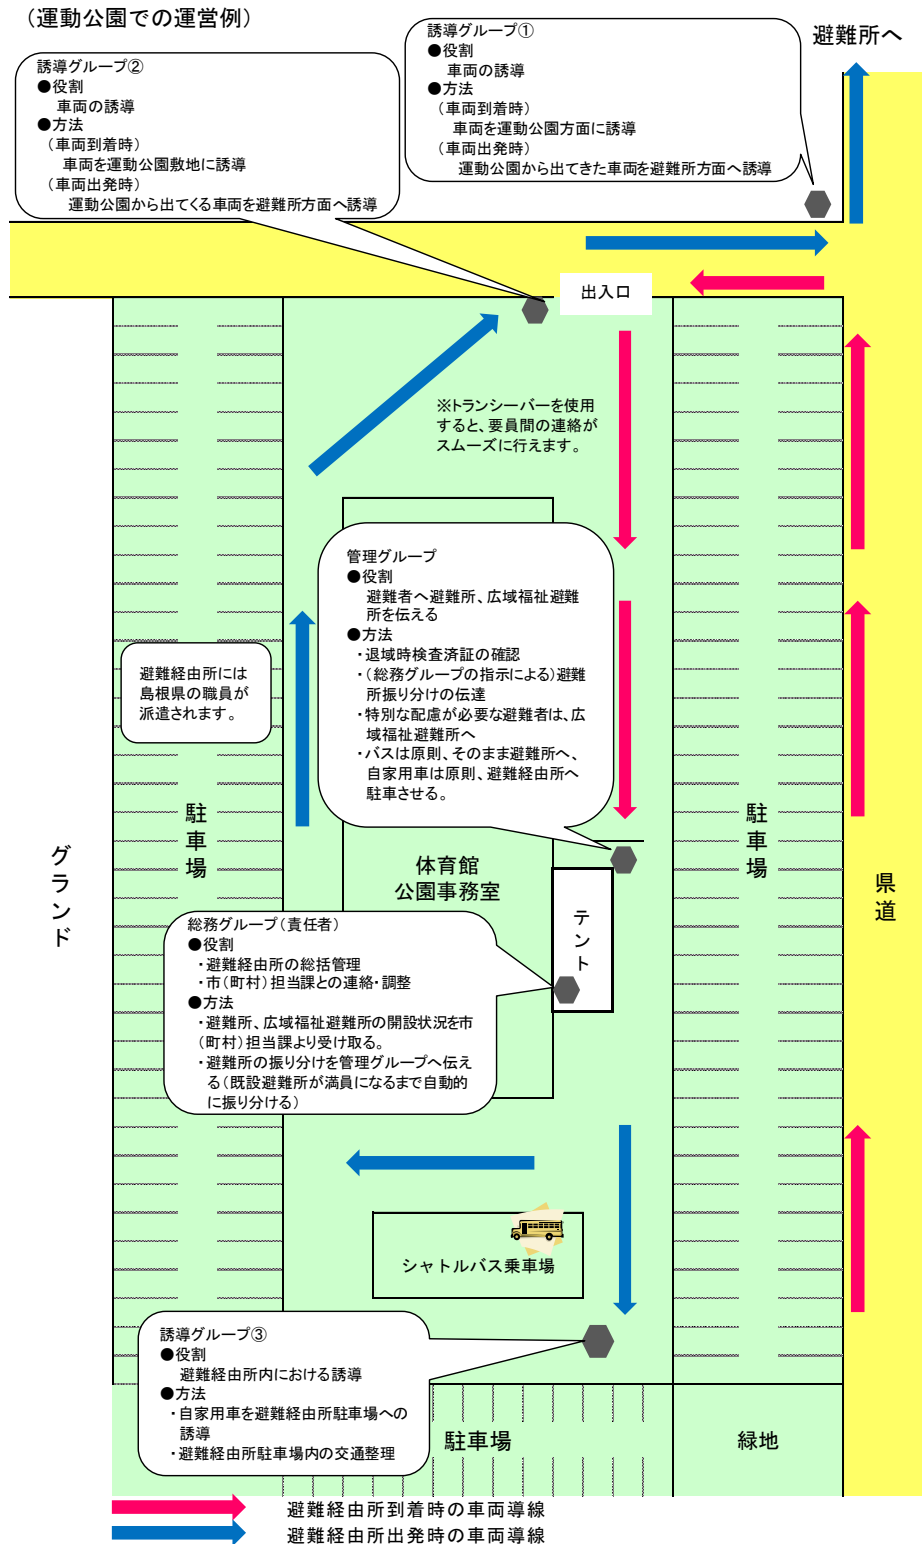 （運動公園での運営例）
誘導グループ①
●役割
車両の誘導
●方法
（車両到着時）
車両を運動公園方面に誘導
（車両出発時）
運動公園から出てきた車両を避難所方面へ誘導
避難所へ
誘導グループ②
●役割
車両の誘導
●方法
（車両到着時）
車両を運動公園敷地に誘導
（車両出発時）
運動公園から出てくる車両を避難所方面へ誘導
出入口
※トランシーバーを使用
すると、要員間の連絡が
スムーズに行えます。
管理グループ
●役割
避難者へ避難所、広域福祉避難
所を伝える
●方法
・退域時検査済証の確認
・（総務グループの指示による）避難
所振り分けの伝達
・特別な配慮が必要な避難者は、広
域福祉避難所へ
・バスは原則、そのまま避難所へ、
自家用車は原則、避難経由所へ
駐車させる。
避難経由所には
島根県の職員が
派遣されます。
駐車場
駐車場
グランド
体育館
公園事務室
テント
県道
総務グループ（責任者）
●役割
・避難経由所の総括管理
・市（町村）担当課との連絡・調整
●方法
・避難所、広域福祉避難所の開設状況を市
（町村）担当課より受け取る。
・避難所の振り分けを管理グループへ伝え
る（既設避難所が満員になるまで自動的
に振り分ける）
シャトルバス乗車場
誘導グループ③
●役割
避難経由所内における誘導
●方法
・自家用車を避難経由所駐車場への
誘導
・避難経由所駐車場内の交通整理
駐車場
緑地
避難経由所到着時の車両導線
避難経由所出発時の車両導線